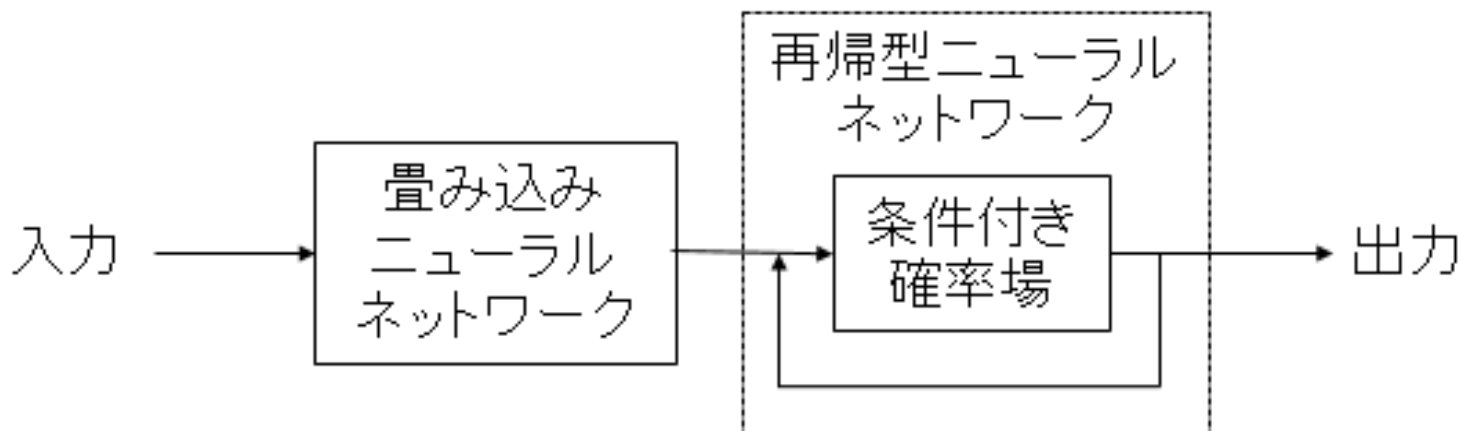 入力
畳み込み
ニューラル
ネットワーク
再帰型ニューラル
ネットワーク
条件付き
確率場
出力